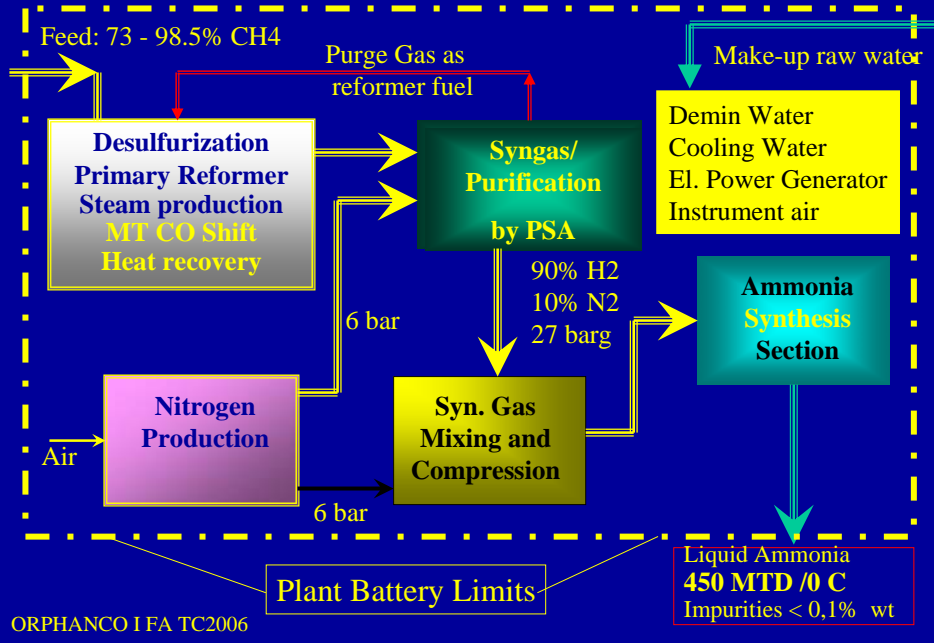 Feed: 73 - 98.5% CH4
Purge Gas as
reformer fuel
Make-up raw water
Desulfurization
Primary Reformer
Steam production
MT CO Shift
Heat recovery
Syngas/
Purification
by PSA
Demin Water
Cooling Water
El. Power Generator
Instrument air
90% H2
10% N2
27 barg
6 bar
Ammonia
Synthesis
Section
Nitrogen
Production
Syn. Gas
Mixing and
Compression
Air
6 bar
Plant Battery Limits
Liquid Ammonia
450 MTD /0 C
Impurities < 0,1% wt
ORPHANCO I FA TC2006